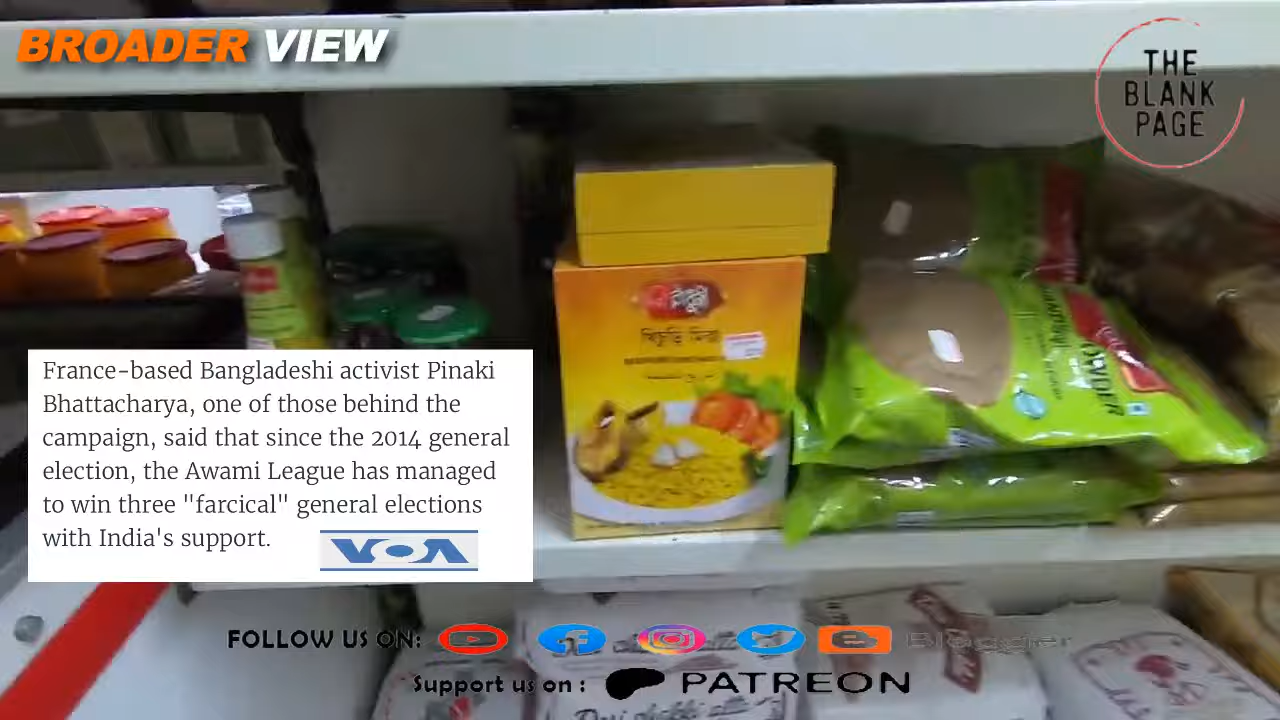 BROADER VIEW
THE
BLANK
PAGE
খিচুড়ি মিক্স
France-based Bangladeshi activist Pinaki
Bhattacharya, one of those behind the
campaign, said that since the 2014 general
election, the Awami League has managed
to win three "farcical" general elections
with India's support.
VOA
FOLLOW US ON:
Blogger
Support us on :
PATREON